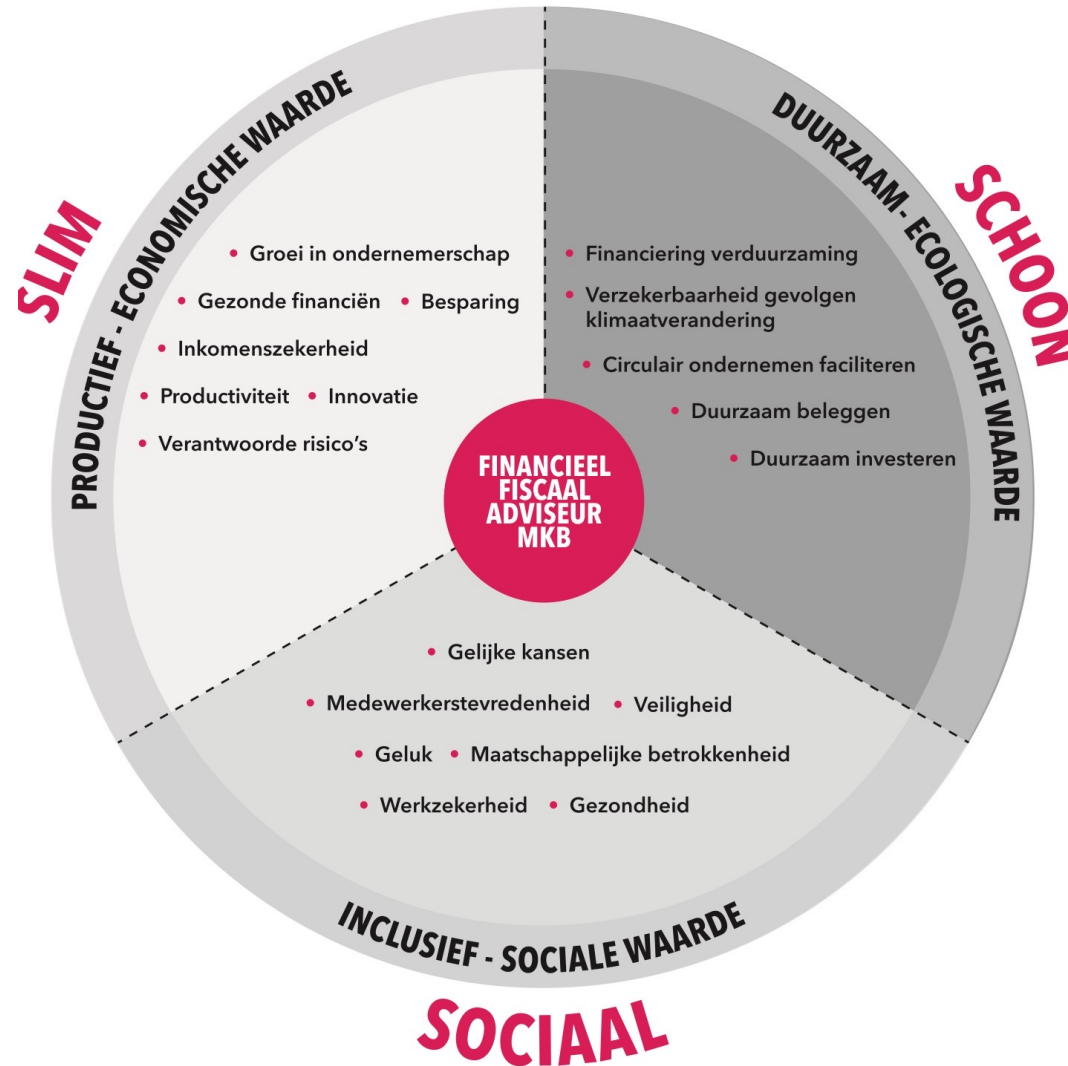 SLIM
PRODUCTIEF - ECONOMISCHE WAARDE
• Groei in ondernemerschap
• Gezonde financiën • Besparing
• Inkomenszekerheid
• Productiviteit • Innovatie
• Verantwoorde risico's
SCHOON
DUURZAAM- ECOLOGISCHE WAARDE
• Financiering verduurzaming
• Verzekerbaarheid gevolgen
klimaatverandering
• Circulair ondernemen faciliteren
• Duurzaam beleggen
• Duurzaam investeren
FINANCIEEL
FISCAAL
ADVISEUR
MKB
• Gelijke kansen
• Medewerkerstevredenheid • Veiligheid
• Geluk • Maatschappelijke betrokkenheid
• Werkzekerheid • Gezondheid
INCLUSIEF - SOCIALE WAARDE
SOCIAAL